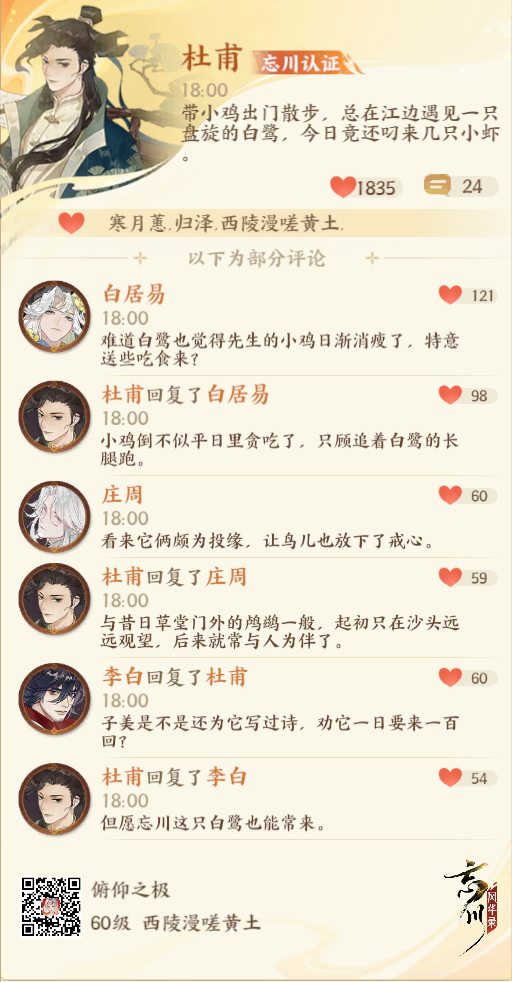 杜甫 忘川认证
18:00
带小鸡出门散步，总在江边遇见一只
盘旋的白鹭，今日竟还叼来几只小虾
。
1835 24
寒月蕙,归泽,西陵漫嗟黄土,
以下为部分评论
白居易 121
18:00
难道白鹭也觉得先生的小鸡日渐消瘦了，特意
送些吃食来？
杜甫回复了白居易 98
18:00
小鸡倒不似平日里贪吃了，只顾追着白鹭的长
腿跑。
庄周 60
18:00
看来它俩颇为投缘，让鸟儿也放下了戒心。
杜甫回复了庄周 59
18:00
与昔日草堂门外的鸬鹚一般，起初只在沙头远
远观望，后来就常与人为伴了。
李白回复了杜甫 60
18:00
子美是不是还为它写过诗，劝它一日要来一百
回？
杜甫回复了李白 54
18:00
但愿忘川这只白鹭也能常来。
俯仰之极
60级 西陵漫嗟黄土
忘川
风华录